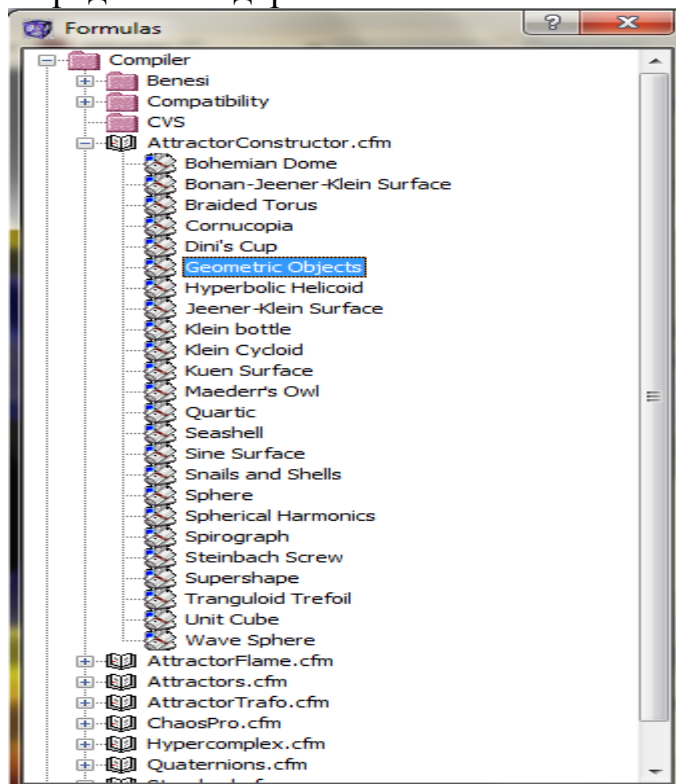 Formulas
Compiler
Benesi
Compatibility
CVS
AttractorConstructor.cfm
Bohemian Dome
Bonan-Jeener-Klein Surface
Braided Torus
Cornucopia
Dini's Cup
Geometric Objects
Hyperbolic Helicoid
Jeener-Klein Surface
Klein bottle
Klein Cycloid
Kuen Surface
Maederr's Owl
Quartic
Seashell
Sine Surface
Snails and Shells
Sphere
Spherical Harmonics
Spirograph
Steinbach Screw
Supershape
Tranguloid Trefoil
Unit Cube
Wave Sphere
AttractorFlame.cfm
Attractors.cfm
AttractorTrafo.cfm
ChaosPro.cfm
Hypercomplex.cfm
Quaternions.cfm